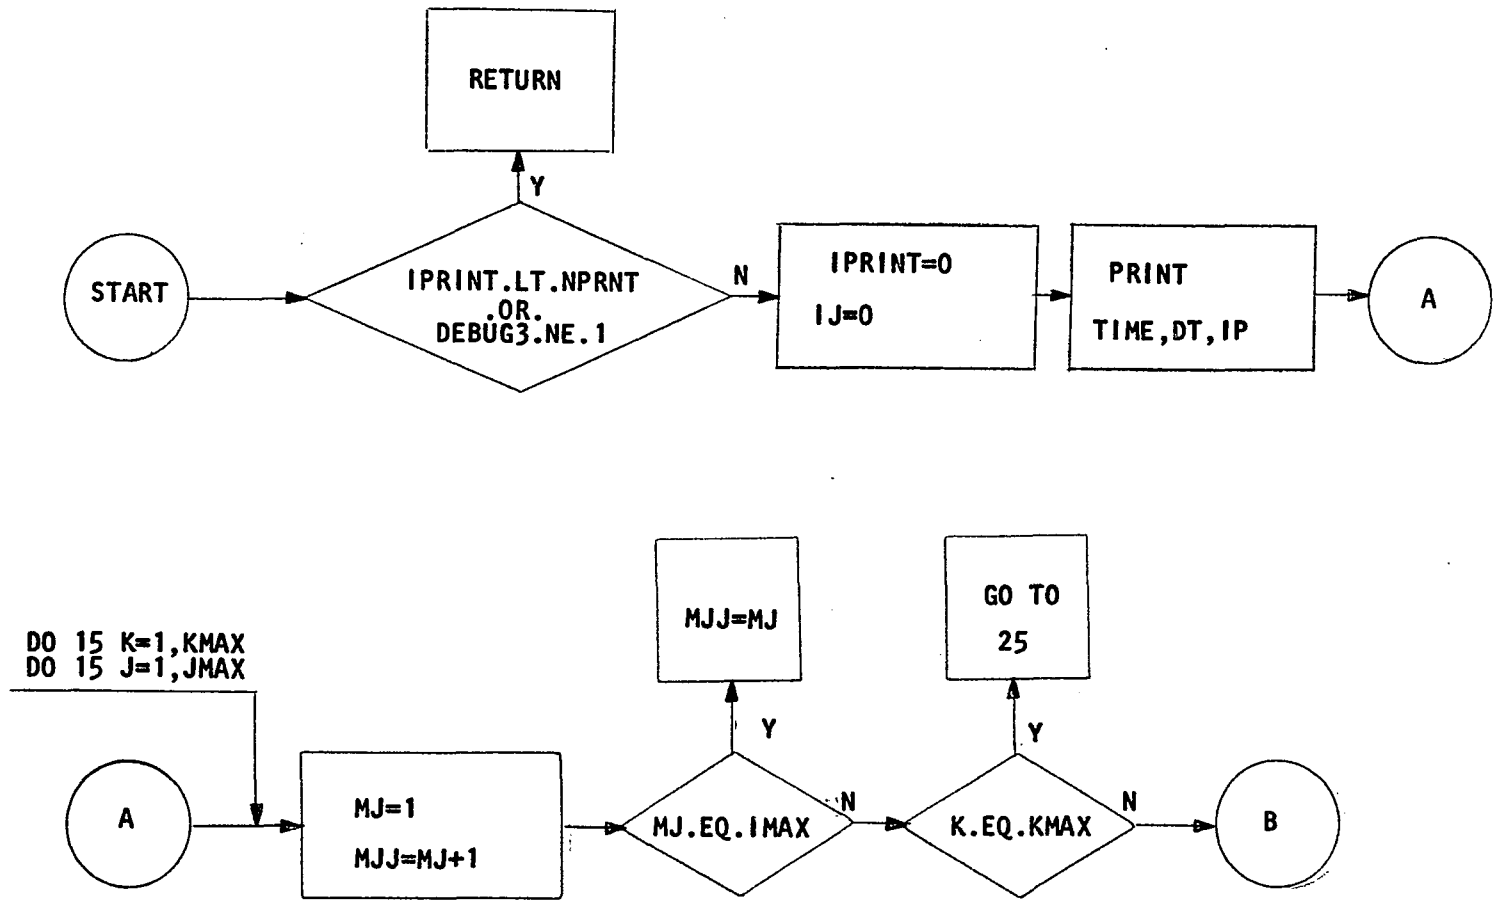 RETURN
Y
START
IPRINT.LT.NPRNT
.OR.
DEBUG3.NE.1
N
IPRINT=0
IJ=0
PRINT
TIME,DT,IP
A
DO 15 K=1,KMAX
DO 15 J=1,JMAX
A
MJ=1
MJJ=MJ+1
MJJ=MJ
Y
MJ.EQ.IMAX
N
GO TO
25
Y
K.EQ.KMAX
N
B